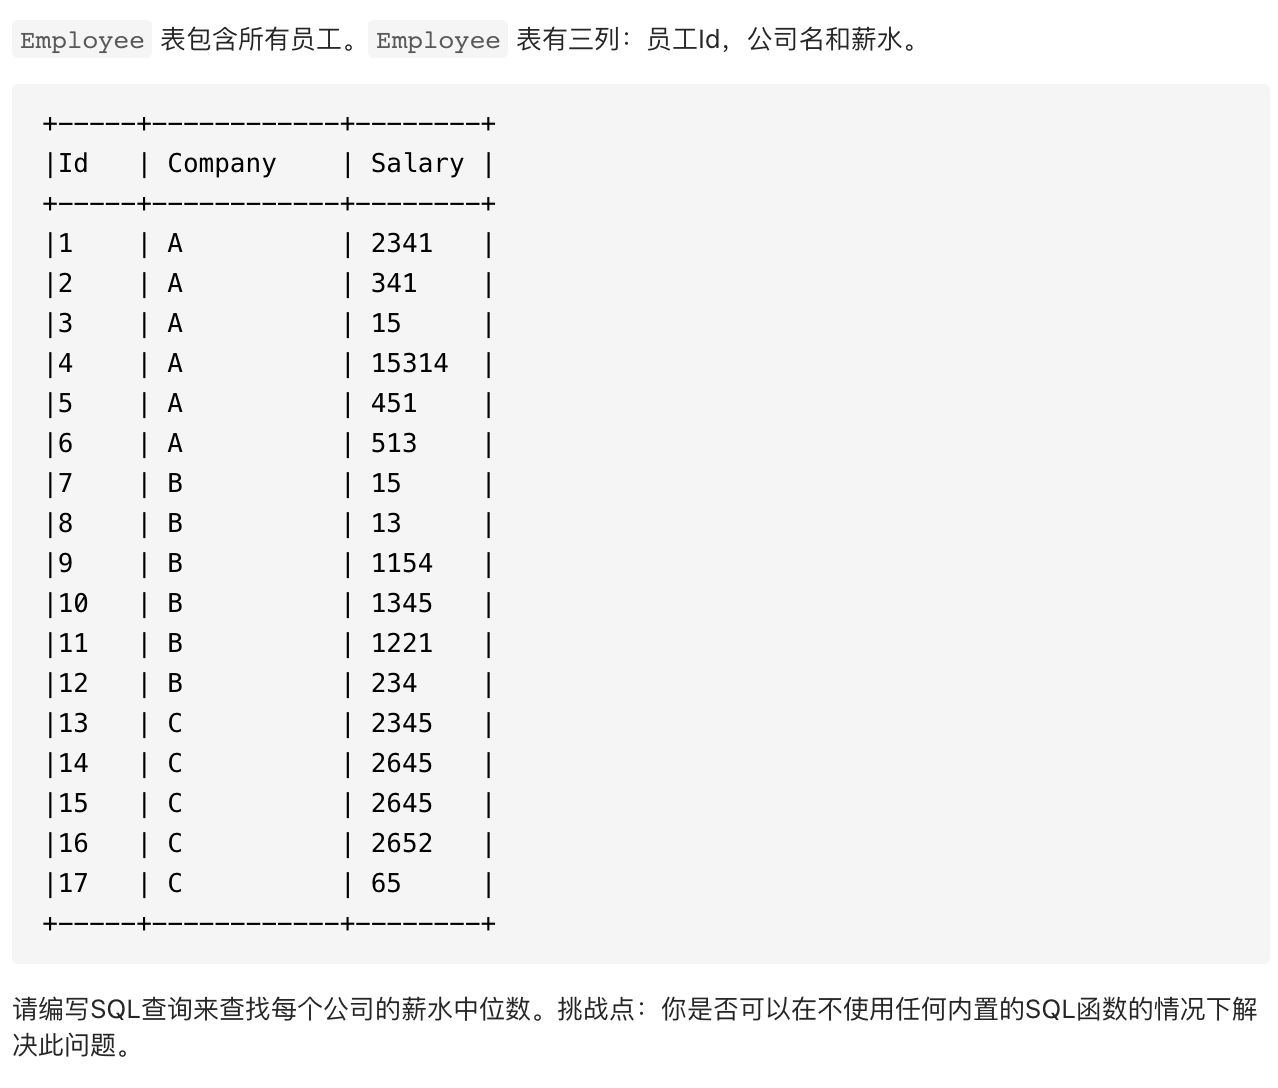 Employee 表包含所有员工。Employee 表有三列：员工Id，公司名和薪水。
+-----+------------+--------+
|Id   | Company    | Salary |
+-----+------------+--------+
|1    | A          | 2341   |
|2    | A          | 341    |
|3    | A          | 15     |
|4    | A          | 15314  |
|5    | A          | 451    |
|6    | A          | 513    |
|7    | B          | 15     |
|8    | B          | 13     |
|9    | B          | 1154   |
|10   | B          | 1345   |
|11   | B          | 1221   |
|12   | B          | 234    |
|13   | C          | 2345   |
|14   | C          | 2645   |
|15   | C          | 2645   |
|16   | C          | 2652   |
|17   | C          | 65     |
+-----+------------+--------+
请编写SQL查询来查找每个公司的薪水中位数。挑战点：你是否可以在不使用任何内置的SQL函数的情况下解
决此问题。